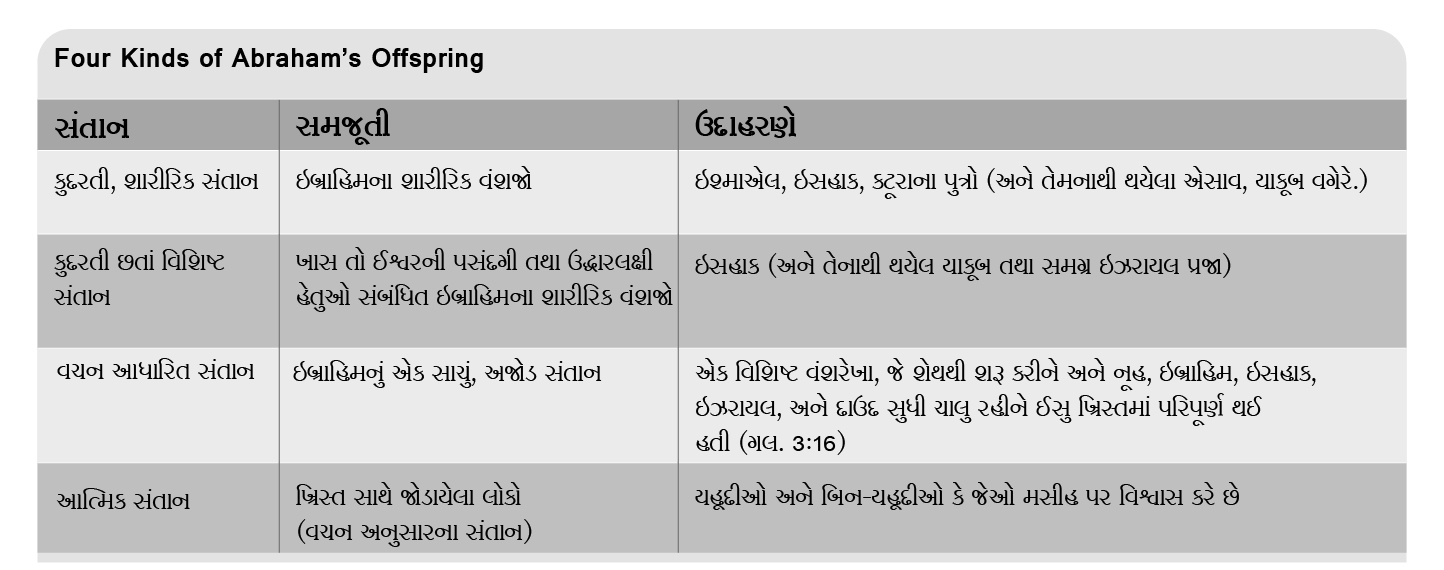 Four Kinds of Abraham’s Offspring
સંતાન સમજૂતી ઉદાહરણો
કુદરતી, શારીરિક સંતાન ઇબ્રાહિમના શારીરિક વંશજો ઇશ્માએલ, ઇસહાક, કટૂરાના પુત્રો (અને તેમનાથી થયેલા એસાવ, યાકૂબ વગેરે.)
કુદરતી છતાં વિશિષ્ટ
સંતાન
ખાસ તો ઈશ્વરની પસંદગી તથા ઉદ્ધારલક્ષી
હેતુઓ સંબંધિત ઇબ્રાહિમના શારીરિક વંશજો
ઇસહાક (અને તેનાથી થયેલ યાકૂબ તથા સમગ્ર ઇઝરાયલ પ્રજા)
વચન આધારિત સંતાન
ઇબ્રાહિમનું એક સાચું, અજોડ સંતાન
એક વિશિષ્ટ વંશરેખા, જે શેથથી શરૂ કરીને અને નૂહ, ઇબ્રાહિમ, ઇસહાક,
ઇઝરાયલ, અને દાઉદ સુધી ચાલુ રહીને ઈસુ ખ્રિસ્તમાં પરિપૂર્ણ થઈ
હતી (ગલ. 3:16)
આત્મિક સંતાન
ખ્રિસ્ત સાથે જોડાયેલા લોકો
(વચન અનુસારના સંતાન)
યહૂદીઓ અને બિન-યહૂદીઓ કે જેઓ મસીહ પર વિશ્વાસ કરે છે